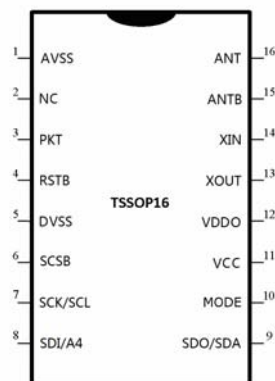 1 AVSS ANT 16
2 NC ANTB 15
3 PKT XIN 14
4 RSTB XOUT 13
TSSOP16
5 DVSS VDDO 12
6 SCSB VCC 11
7 SCK/SCL MODE 10
8 SDI/A4 SDO/SDA 9